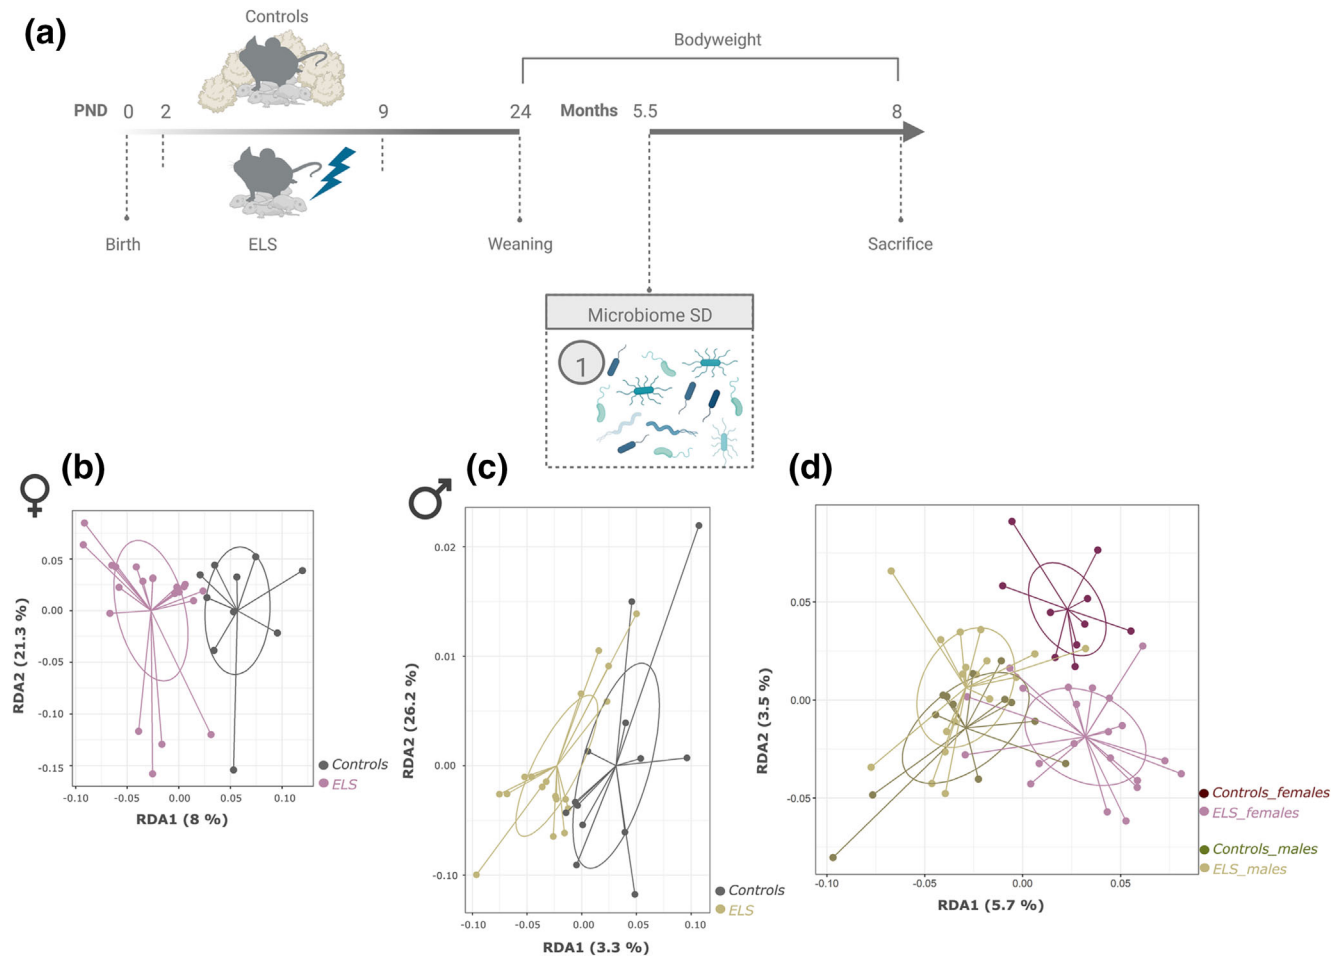 (a)
Controls
Bodyweight
PND 0 2 9 24 Months 5.5 8
Birth ELS Weaning Sacrifice
Microbiome SD
1
(b)
♀
0.05
0.00
-0.05
-0.10
-0.15
RDA2 (21.3 %)
-0.10 -0.05 0.00 0.05 0.10
RDA1 (8 %)
Controls
ELS
(c)
♂
0.02
0.01
0.00
-0.10
RDA2 (26.2 %)
-0.10 -0.05 0.00 0.05 0.10
RDA1 (3.3 %)
Controls
ELS
(d)
0.05
0.00
-0.05
RDA2 (3.5 %)
-0.10 -0.05 0.00 0.05
RDA1 (5.7 %)
Controls_females
ELS_females
Controls_males
ELS_males